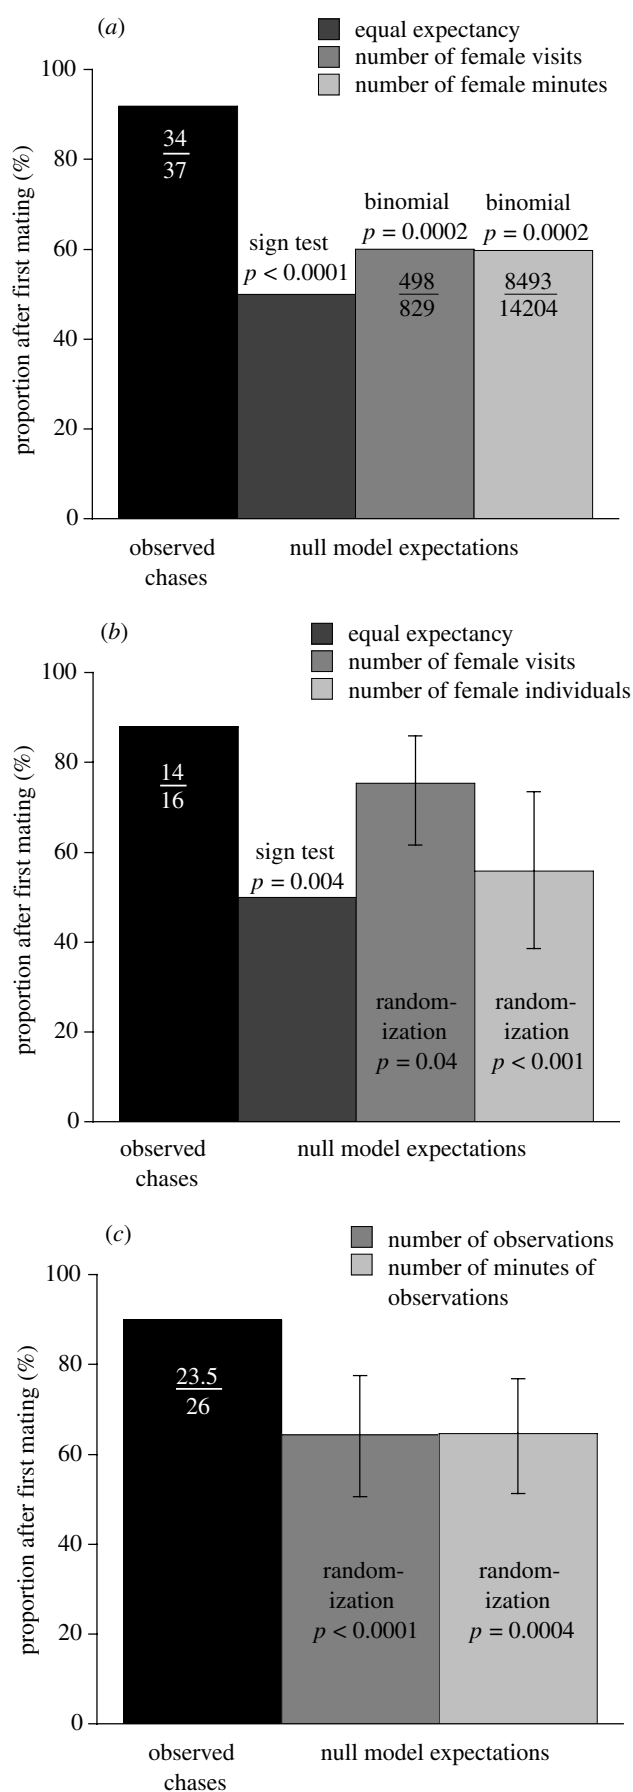 (a)
equal expectancy
number of female visits
number of female minutes
proportion after first mating (%)
100
80
60
40
20
0
34
37
sign test
p < 0.0001
binomial
p = 0.0002
498
829
binomial
p = 0.0002
8493
14204
observed
chases
null model expectations
(b)
equal expectancy
number of female visits
number of female individuals
proportion after first mating (%)
100
80
60
40
20
0
14
16
sign test
p = 0.004
random-
ization
p = 0.04
random-
ization
p < 0.001
observed
chases
null model expectations
(c)
number of observations
number of minutes of
observations
proportion after first mating (%)
100
80
60
40
20
0
23.5
26
random-
ization
p < 0.0001
random-
ization
p = 0.0004
observed
chases
null model expectations